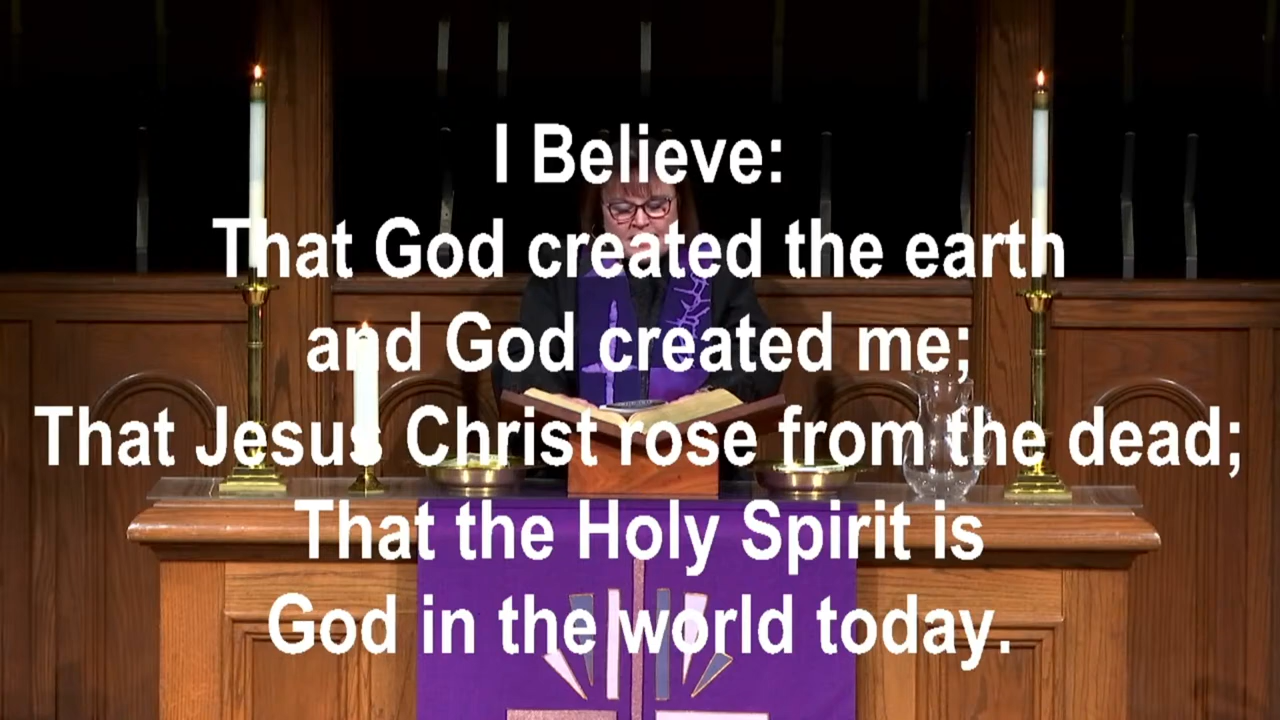 I Believe:
That God created the earth
and God created me;
That Jesus Christ rose from the dead;
That the Holy Spirit is
God in the world today.